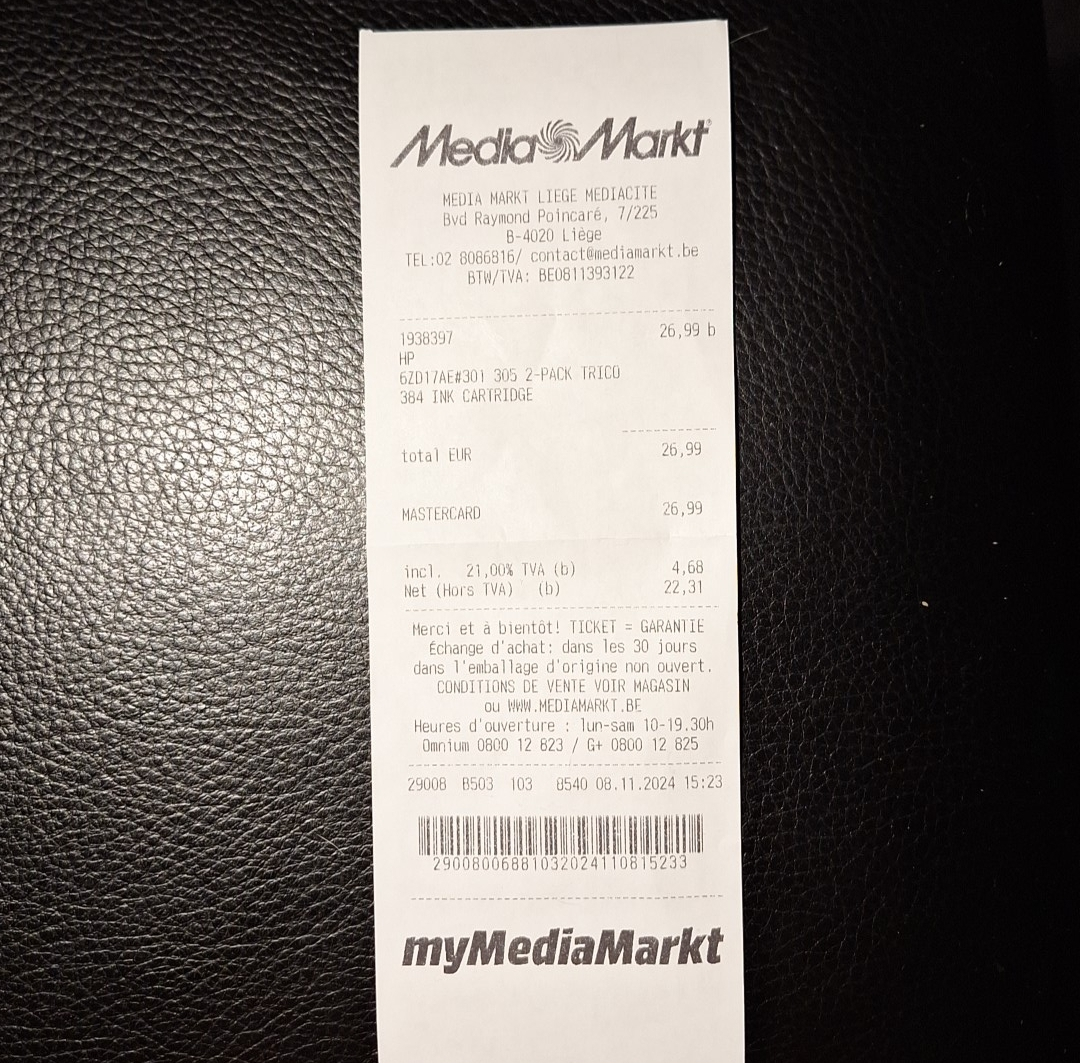 Media Markt
MEDIA MARKT LIEGE MEDIACITE
Bvd Raymond Poincaré, 7/225
B-4020 Liège
TEL:02 8086816/ contact@mediamarkt.be
BTW/TVA: BE0811393122
1938397 26,99 b
HP
6ZD17AE#301 305 2-PACK TRICO
384 INK CARTRIDGE
total EUR 26,99
MASTERCARD 26,99
incl. 21,00% TVA (b) 4,68
Net (Hors TVA) (b) 22,31
Merci et à bientôt! TICKET = GARANTIE
Échange d'achat: dans les 30 jours
dans l'emballage d'origine non ouvert.
CONDITIONS DE VENTE VOIR MAGASIN
ou WWW.MEDIAMARKT.BE
Heures d'ouverture : lun-sam 10-19.30h
Omnium 0800 12 823 / G+ 0800 12 825
29008 B503 103 8540 08.11.2024 15:23
29008006881032024110815233
myMediaMarkt